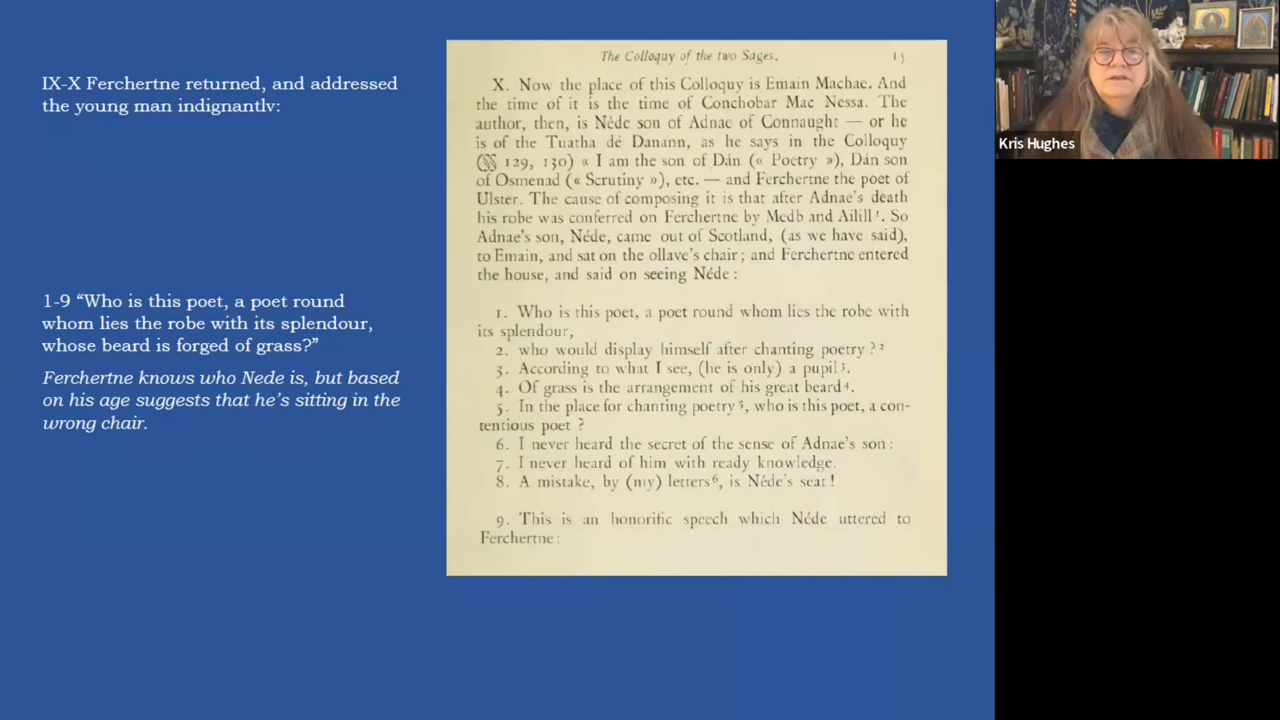 IX-X Ferchertne returned, and addressed
the young man indignantly:
1-9 “Who is this poet, a poet round
whom lies the robe with its splendour,
whose beard is forged of grass?”
Ferchertne knows who Nede is, but based
on his age suggests that he’s sitting in the
wrong chair.
The Colloquy of the two Sages. 15
X. Now the place of this Colloquy is Emain Machae. And
the time of it is the time of Conchobar Mac Nessa. The
author, then, is Néde son of Adnae of Connaught — or he
is of the Tuatha dé Danann, as he says in the Colloquy
(§§ 129, 130) « I am the son of Dán (« Poetry »), Dán son
of Osmenad (« Scrutiny »), etc. — and Ferchertne the poet of
Ulster. The cause of composing it is that after Adnae's death
his robe was conferred on Ferchertne by Medb and Ailill¹. So
Adnae's son, Néde, came out of Scotland, (as we have said),
to Emain, and sat on the ollave's chair; and Ferchertne entered
the house, and said on seeing Néde :
1. Who is this poet, a poet round whom lies the robe with
its splendour,
2. who would display himself after chanting poetry ?²
3. According to what I see, (he is only) a pupil³.
4. Of grass is the arrangement of his great beard⁴.
5. In the place for chanting poetry⁵, who is this poet, a con-
tentious poet ?
6. I never heard the secret of the sense of Adnae's son :
7. I never heard of him with ready knowledge.
8. A mistake, by (my) letters⁶, is Néde's seat !
9. This is an honorific speech which Néde uttered to
Ferchertne :
Kris Hughes